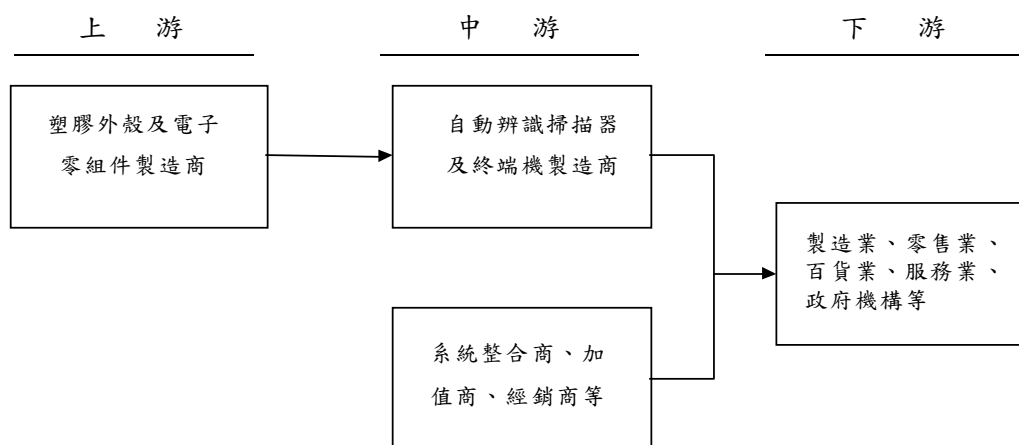 上 游
中 游
下 游
塑膠外殼及電子
零組件製造商
自動辨識掃描器
及終端機製造商
製造業、零售業、
百貨業、服務業、
政府機構等
系統整合商、加
值商、經銷商等